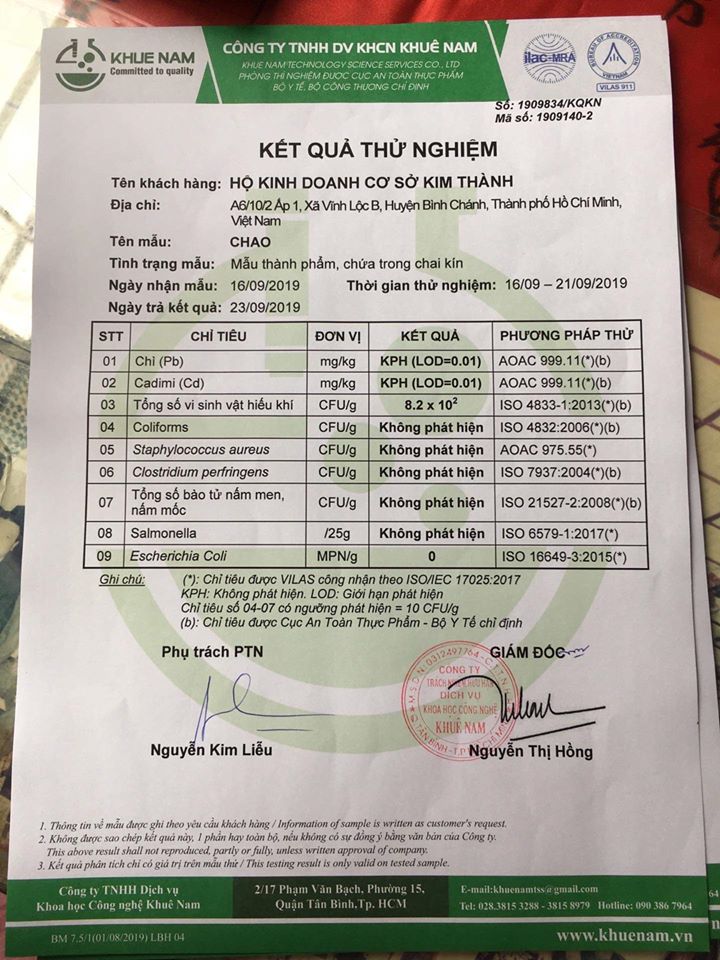 KHUE NAM
Committed to quality
CÔNG TY TNHH DV KHCN KHUÊ NAM
KHUE NAM TECHNOLOGY SCIENCE SERVICES CO., LTD
PHÒNG THÍ NGHIỆM ĐƯỢC CỤC AN TOÀN THỰC PHẨM
BỘ Y TẾ, BỘ CÔNG THƯƠNG CHỈ ĐỊNH
ilac-MRA
BUREAU OF ACCREDITATION
VIETNAM
VILAS 911
Số: 1909834/KQKN
Mã số: 1909140-2
KẾT QUẢ THỬ NGHIỆM
Tên khách hàng: HỘ KINH DOANH CƠ SỞ KIM THÀNH
Địa chỉ: A6/10/2 Ấp 1, Xã Vĩnh Lộc B, Huyện Bình Chánh, Thành phố Hồ Chí Minh,
Việt Nam
Tên mẫu: CHAO
Tình trạng mẫu: Mẫu thành phẩm, chứa trong chai kín
Ngày nhận mẫu: 16/09/2019 Thời gian thử nghiệm: 16/09 – 21/09/2019
Ngày trả kết quả: 23/09/2019
STT CHỈ TIÊU ĐƠN VỊ KẾT QUẢ PHƯƠNG PHÁP THỬ
01 Chì (Pb) mg/kg KPH (LOD=0.01) AOAC 999.11(*)(b)
02 Cadimi (Cd) mg/kg KPH (LOD=0.01) AOAC 999.11(*)(b)
03 Tổng số vi sinh vật hiếu khí CFU/g 8.2 x 10² ISO 4833-1:2013(*)(b)
04 Coliforms CFU/g Không phát hiện ISO 4832:2006(*)(b)
05 Staphylococcus aureus CFU/g Không phát hiện AOAC 975.55(*)
06 Clostridium perfringens CFU/g Không phát hiện ISO 7937:2004(*)(b)
07 Tổng số bào tử nấm men, nấm mốc CFU/g Không phát hiện ISO 21527-2:2008(*)(b)
08 Salmonella /25g Không phát hiện ISO 6579-1:2017(*)
09 Escherichia Coli MPN/g 0 ISO 16649-3:2015(*)
Ghi chú: (*): Chỉ tiêu được VILAS công nhận theo ISO/IEC 17025:2017
KPH: Không phát hiện. LOD: Giới hạn phát hiện
Chỉ tiêu số 04-07 có ngưỡng phát hiện = 10 CFU/g
(b): Chỉ tiêu được Cục An Toàn Thực Phẩm - Bộ Y Tế chỉ định
Phụ trách PTN
GIÁM ĐỐC
M.S.D.N: 0312497764
CÔNG TY
TRÁCH NHIỆM HỮU HẠN
DỊCH VỤ
KHOA HỌC CÔNG NGHỆ
KHUÊ NAM
Nguyễn Kim Liễu
Nguyễn Thị Hồng
1. Thông tin về mẫu được ghi theo yêu cầu khách hàng / Information of sample is written as customer's request.
2. Không được sao chép kết quả này, 1 phần hay toàn bộ, nếu không có sự đồng ý bằng văn bản của Công ty.
This above result shall not reproduced, partly or fully, unless written approval of company.
3. Kết quả phân tích chỉ có giá trị trên mẫu thử / This testing result is only valid on tested sample.
Công ty TNHH Dịch vụ
Khoa học Công nghệ Khuê Nam
2/17 Phạm Văn Bạch, Phường 15,
Quận Tân Bình,Tp. HCM
E-mail:khuenamtss@gmail.com
Tel: 028.3815 3288 - 3815 8979 Hotline: 090 386 7964
BM 7.5/1(01/08/2019) LBH 04
www.khuenam.vn